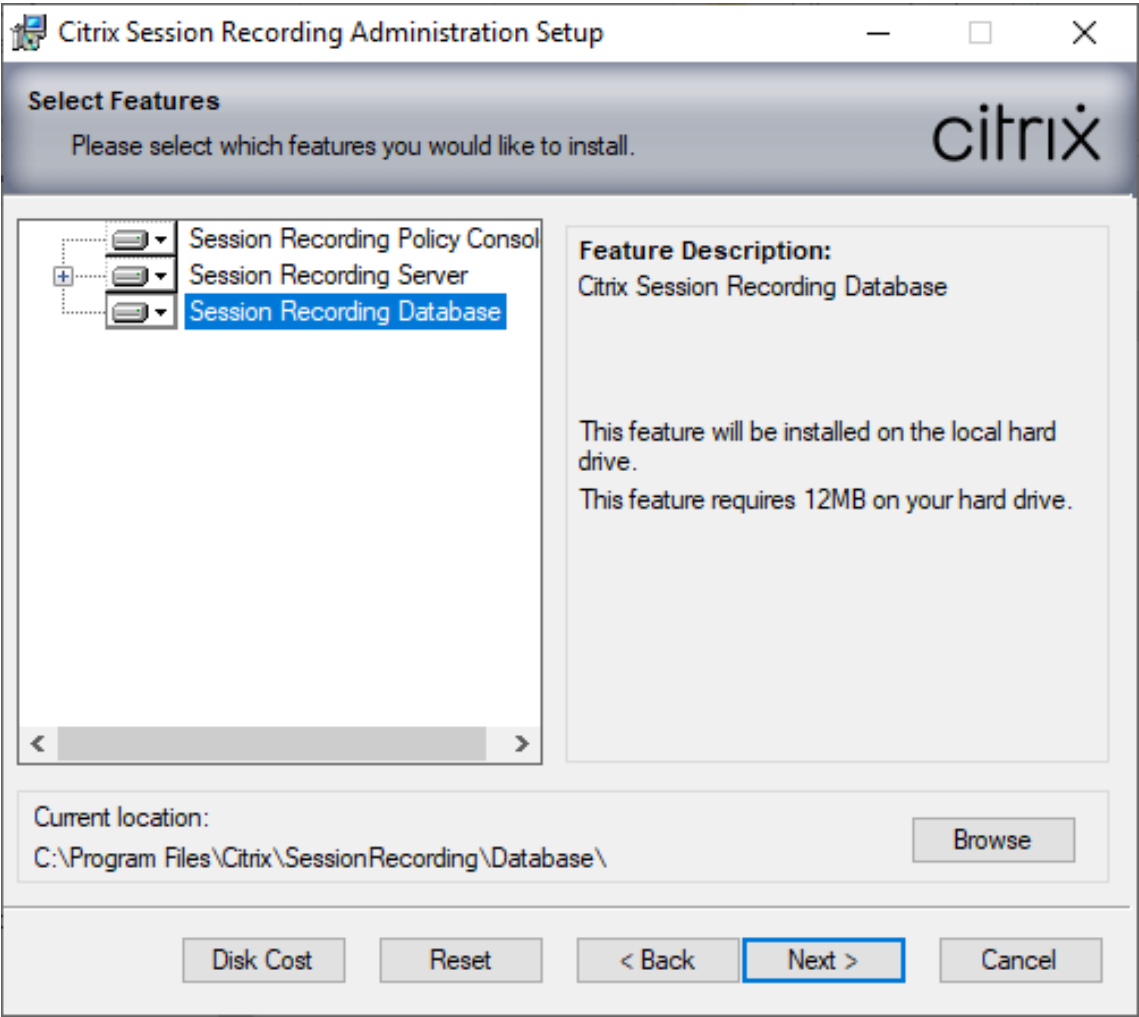 Citrix Session Recording Administration Setup
Select Features
Please select which features you would like to install.
citrix
Session Recording Policy Consol
Session Recording Server
Session Recording Database
Feature Description:
Citrix Session Recording Database
This feature will be installed on the local hard
drive.
This feature requires 12MB on your hard drive.
Current location:
C:\Program Files\Citrix\SessionRecording\Database\
Browse
Disk Cost
Reset
< Back
Next >
Cancel